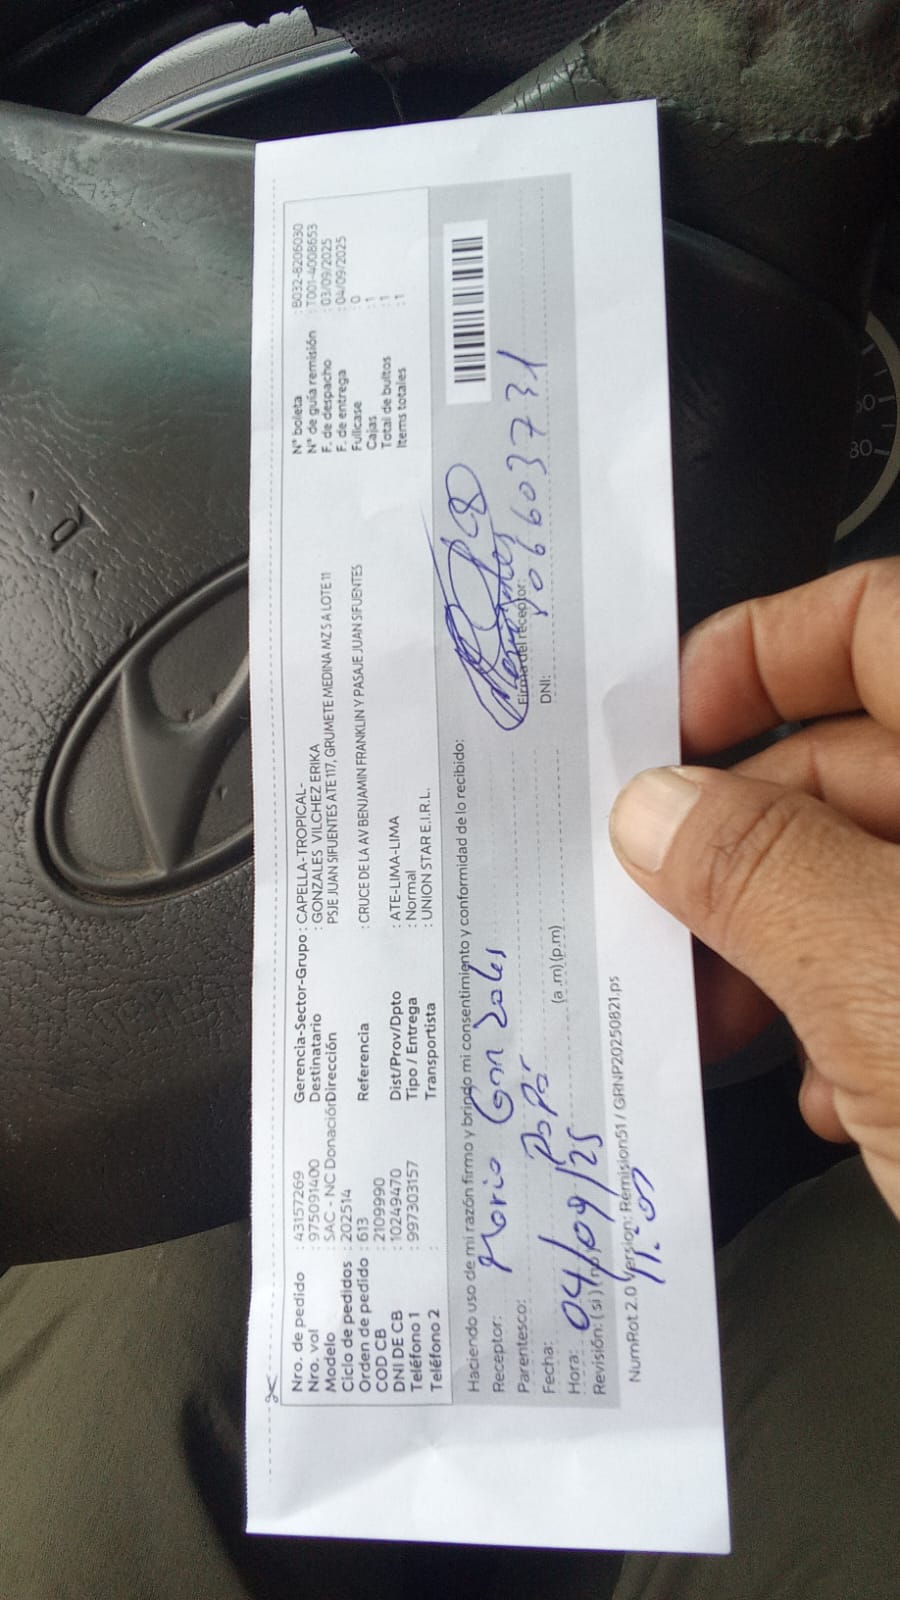 Nro. de pedido : 43157269
Nro. vol : 975091400
Modelo : SAC - NC Donación
Ciclo de pedidos : 202514
Orden de pedido : 613
COD CB : 2109990
DNI DE CB : 10249470
Teléfono 1 : 997303157
Teléfono 2 :
Gerencia-Sector-Grupo : CAPELLA-TROPICAL-
Destinatario : GONZALES VILCHEZ ERIKA
Dirección PSJE JUAN SIFUENTES ATE 117, GRUMETE MEDINA MZ S A LOTE 11
Referencia : CRUCE DE LA AV BENJAMIN FRANKLIN Y PASAJE JUAN SIFUENTES
Dist/Prov/Dpto : ATE-LIMA-LIMA
Tipo / Entrega : Normal
Transportista : UNION STAR E.I.R.L.
N° boleta : B032-8206030
N° de guía remisión : T001-4008653
F. de despacho : 03/09/2025
F. de entrega : 04/09/2025
Fullcase : 0
Cajas : 1
Total de bultos : 1
Items totales : 1
Haciendo uso de mi razón firmo y brindo mi consentimiento y conformidad de lo recibido:
Receptor: Mario Gonzales
Parentesco: Papá
Fecha: 04/09/25
Hora: (a.m) (p.m)
Revisión: (si) (no)
Firma del receptor:
DNI: 06603731
NumRot 2.0 Version: Remision51 / GRNP20250821.ps
80